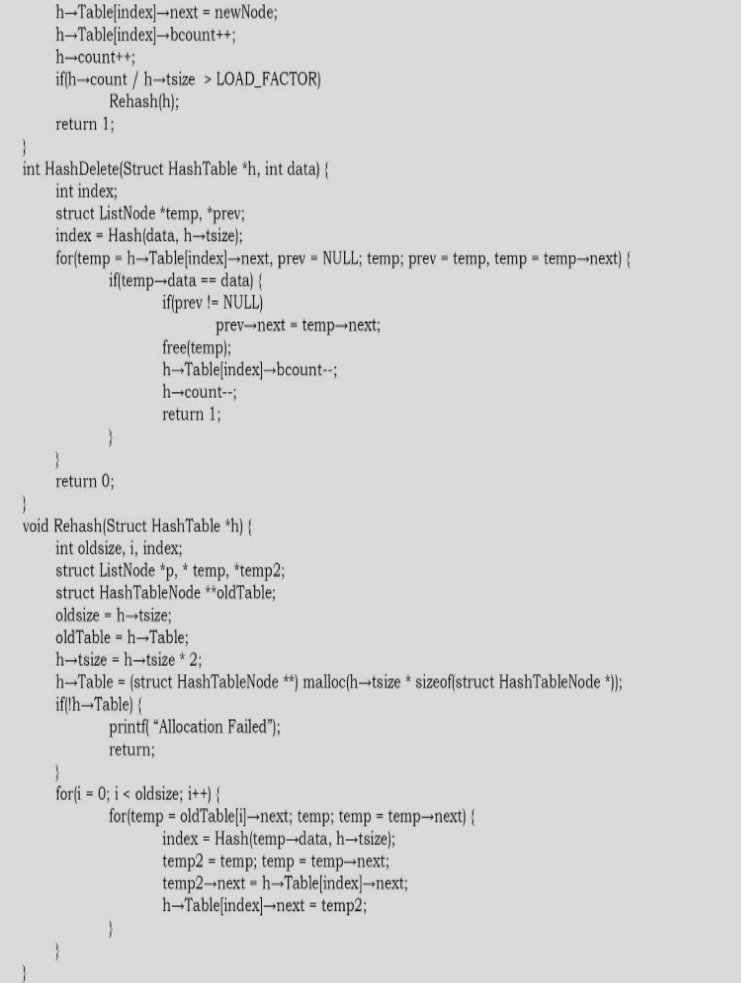 h→Table[index]→next = newNode;
h→Table[index]→bcount++;
h→count++;
if(h→count / h→tsize > LOAD_FACTOR)
Rehash(h);
return 1;
}
int HashDelete(Struct HashTable *h, int data) {
int index;
struct ListNode *temp, *prev;
index = Hash(data, h→tsize);
for(temp = h→Table[index]→next, prev = NULL; temp; prev = temp, temp = temp→next) {
if(temp→data == data) {
if(prev != NULL)
prev→next = temp→next;
free(temp);
h→Table[index]→bcount--;
h→count--;
return 1;
}
}
return 0;
}
void Rehash(Struct HashTable *h) {
int oldsize, i, index;
struct ListNode *p, * temp, *temp2;
struct HashTableNode **oldTable;
oldsize = h→tsize;
oldTable = h→Table;
h→tsize = h→tsize * 2;
h→Table = (struct HashTableNode **) malloc(h→tsize * sizeof(struct HashTableNode *));
if(!h→Table) {
printf( “Allocation Failed”);
return;
}
for(i = 0; i < oldsize; i++) {
for(temp = oldTable[i]→next; temp; temp = temp→next) {
index = Hash(temp→data, h→tsize);
temp2 = temp; temp = temp→next;
temp2→next = h→Table[index]→next;
h→Table[index]→next = temp2;
}
}
}